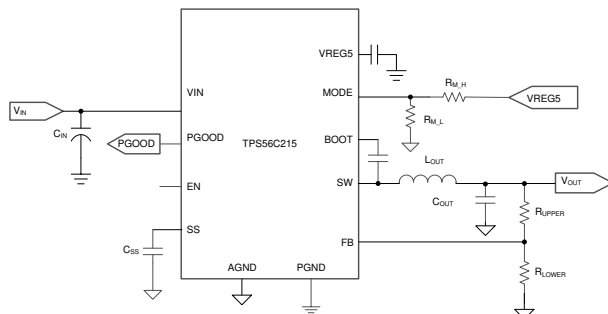 VREG5
VIN
MODE
R_M_H
VREG5
V_IN
R_M_L
C_IN
PGOOD
PGOOD
TPS56C215
BOOT
L_OUT
EN
SW
V_OUT
C_OUT
R_UPPER
SS
FB
C_SS
R_LOWER
AGND
PGND